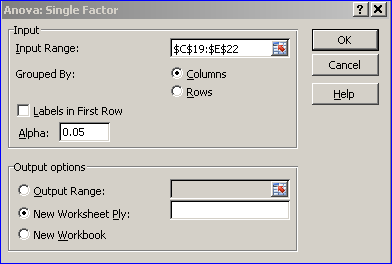 Anova: Single Factor
Input
Input Range: $C$19:$E$22
Grouped By: Columns
Rows
Labels in First Row
Alpha: 0.05
Output options
Output Range:
New Worksheet Ply:
New Workbook
OK
Cancel
Help